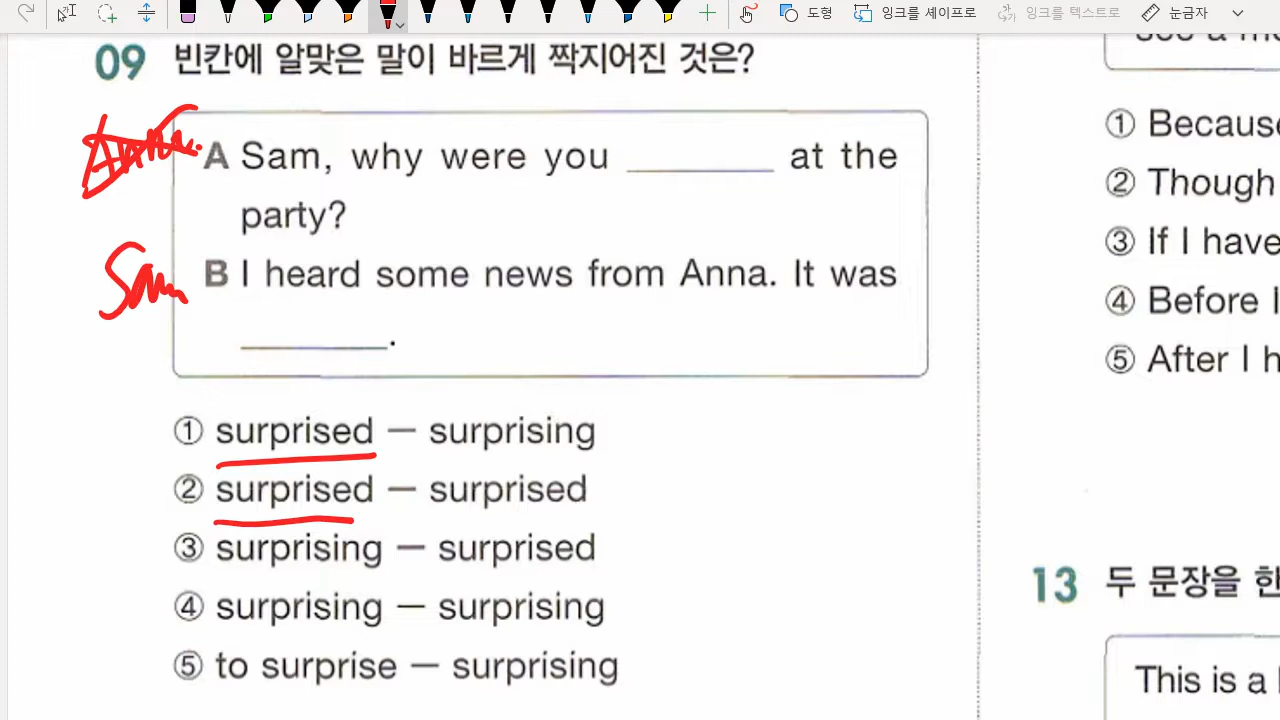 도형 잉크를 셰이프로 잉크를 텍스트로 눈금자
09 빈칸에 알맞은 말이 바르게 짝지어진 것은?
Anna.
A Sam, why were you ________ at the
party?
Sam
B I heard some news from Anna. It was
________.
① surprised — surprising
② surprised — surprised
③ surprising — surprised
④ surprising — surprising
⑤ to surprise — surprising
① Because
② Though
③ If I have
④ Before I
⑤ After I h
13 두 문장을 한
This is a